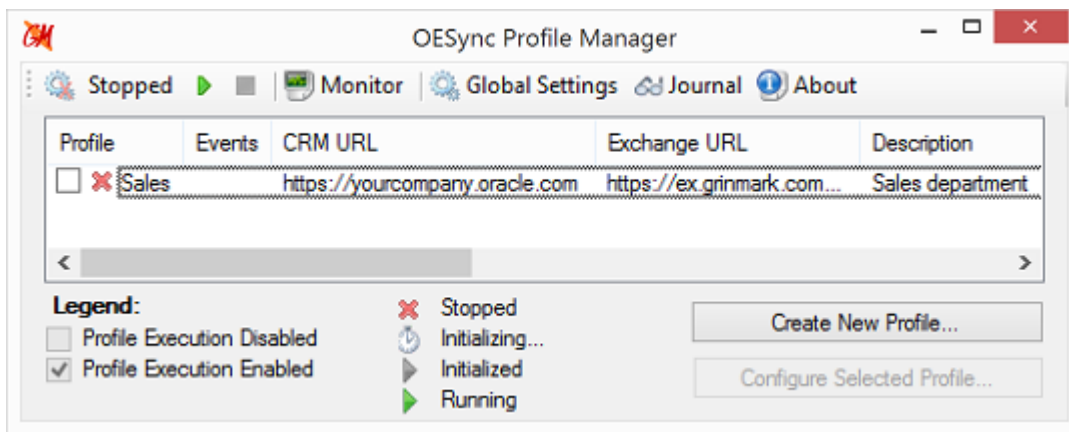 GM
OESync Profile Manager
Stopped Monitor Global Settings Journal About
Profile Events CRM URL Exchange URL Description
Sales https://yourcompany.oracle.com https://ex.grinmark.com... Sales department
Legend:
Profile Execution Disabled
Profile Execution Enabled
Stopped
Initializing...
Initialized
Running
Create New Profile...
Configure Selected Profile...